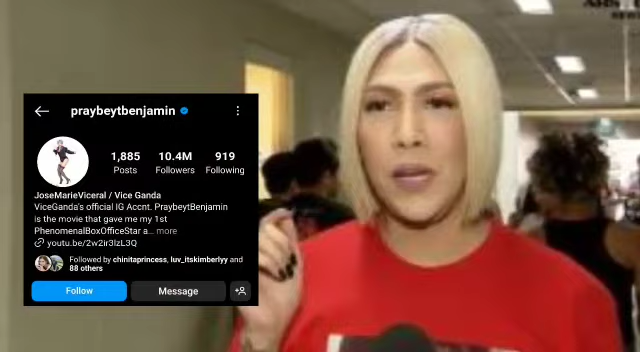 praybeytbenjamin
1,885
10.4M
919
Posts
Followers
Following
JoseMarieViceral / Vice Ganda
ViceGanda's official IG Accnt. PraybeytBenjamin
is the movie that gave me my 1st
PhenomenalBoxOfficeStar a... more
youtu.be/2w2ir3lzL3Q
Followed by chinitaprincess, luv_itskimberlyy and
88 others
Follow
Message